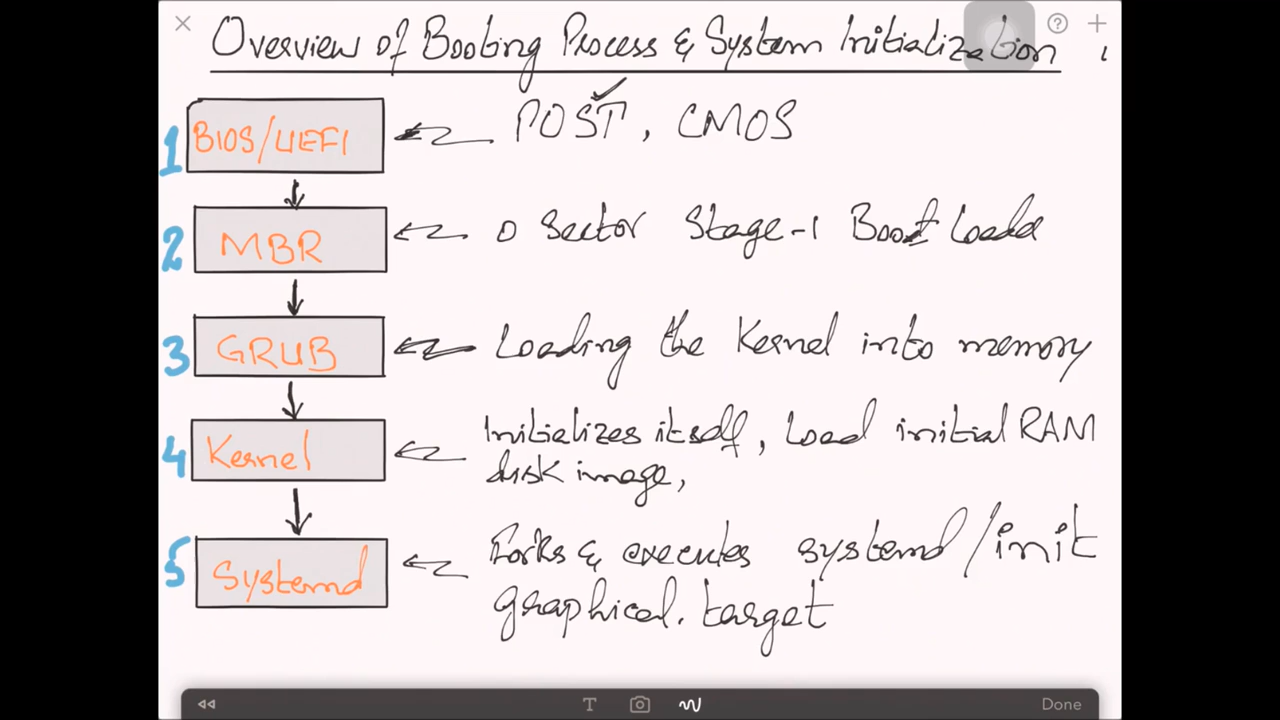 Overview of Booting Process & System Initialization
1 BIOS/UEFI
POST, CMOS
2 MBR
0 Sector Stage-1 Boot Loader
3 GRUB
Loading the Kernel into memory
4 Kernel
Initializes itself, Load initial RAM
disk image,
5 Systemd
Forks & executes systemd/init
graphical.target
T
Done